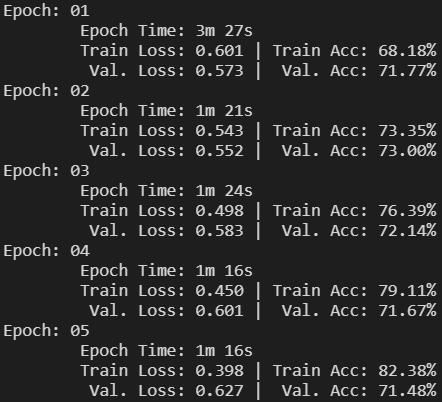 Epoch: 01
Epoch Time: 3m 27s
Train Loss: 0.601 | Train Acc: 68.18%
Val. Loss: 0.573 | Val. Acc: 71.77%
Epoch: 02
Epoch Time: 1m 21s
Train Loss: 0.543 | Train Acc: 73.35%
Val. Loss: 0.552 | Val. Acc: 73.00%
Epoch: 03
Epoch Time: 1m 24s
Train Loss: 0.498 | Train Acc: 76.39%
Val. Loss: 0.583 | Val. Acc: 72.14%
Epoch: 04
Epoch Time: 1m 16s
Train Loss: 0.450 | Train Acc: 79.11%
Val. Loss: 0.601 | Val. Acc: 71.67%
Epoch: 05
Epoch Time: 1m 16s
Train Loss: 0.398 | Train Acc: 82.38%
Val. Loss: 0.627 | Val. Acc: 71.48%